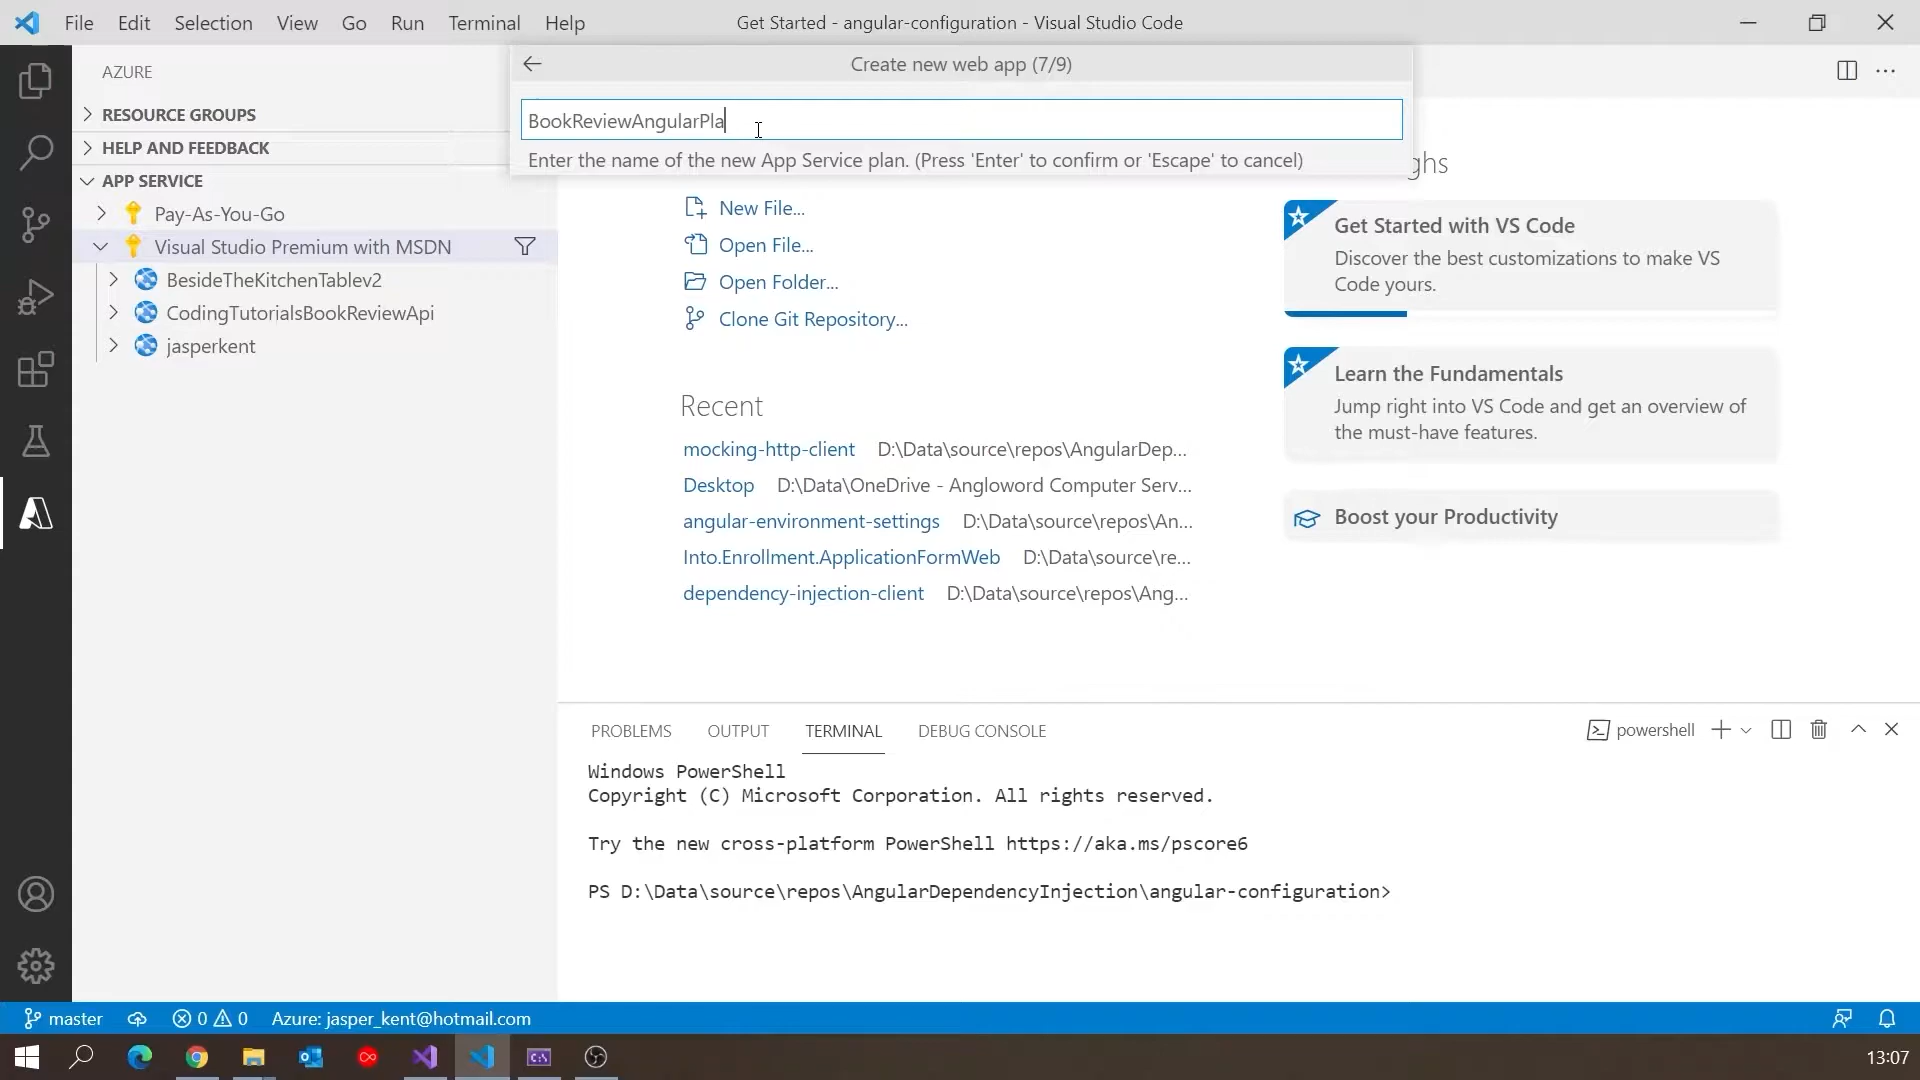 File Edit Selection View Go Run Terminal Help
Get Started - angular-configuration - Visual Studio Code
AZURE
RESOURCE GROUPS
HELP AND FEEDBACK
APP SERVICE
Pay-As-You-Go
Visual Studio Premium with MSDN
BesideTheKitchenTablev2
CodingTutorialsBookReviewApi
jasperkent
Create new web app (7/9)
BookReviewAngularPla
Enter the name of the new App Service plan. (Press 'Enter' to confirm or 'Escape' to cancel)
New File...
Open File...
Open Folder...
Clone Git Repository...
Recent
mocking-http-client D:\Data\source\repos\AngularDep...
Desktop D:\Data\OneDrive - Angloword Computer Serv...
angular-environment-settings D:\Data\source\repos\An...
Into.Enrollment.ApplicationFormWeb D:\Data\source\re...
dependency-injection-client D:\Data\source\repos\Ang...
ghs
Get Started with VS Code
Discover the best customizations to make VS
Code yours.
Learn the Fundamentals
Jump right into VS Code and get an overview of
the must-have features.
Boost your Productivity
PROBLEMS OUTPUT TERMINAL DEBUG CONSOLE
powershell
Windows PowerShell
Copyright (C) Microsoft Corporation. All rights reserved.
Try the new cross-platform PowerShell https://aka.ms/pscore6
PS D:\Data\source\repos\AngularDependencyInjection\angular-configuration>
master 0 0 Azure: jasper_kent@hotmail.com
13:07